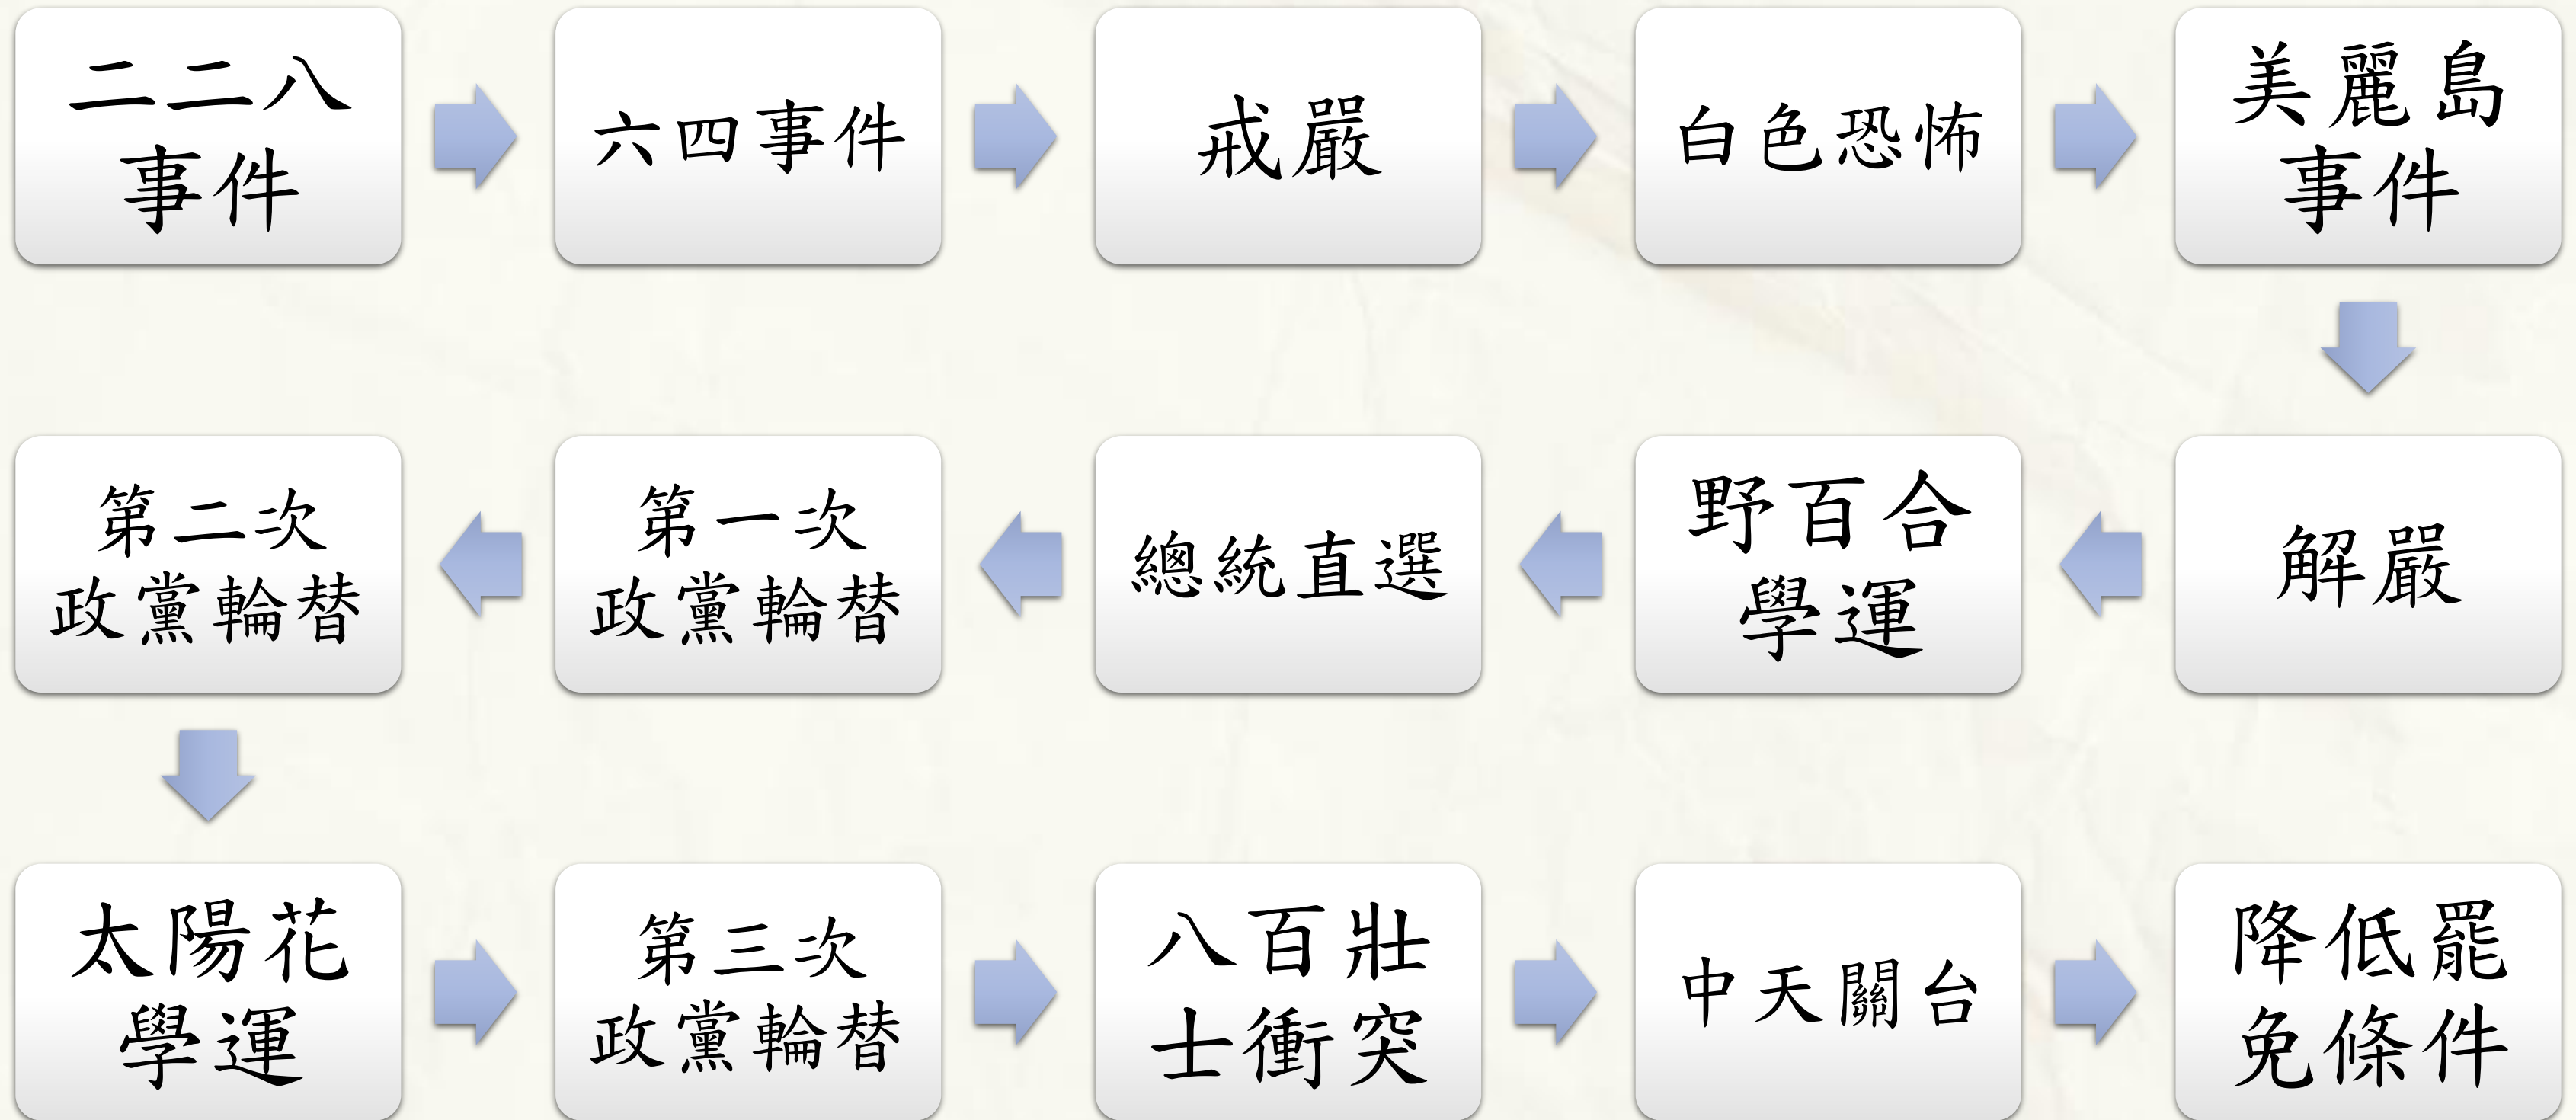 二二八
事件
六四事件
戒嚴
白色恐怖
美麗島
事件
解嚴
野百合
學運
總統直選
第一次
政黨輪替
第二次
政黨輪替
太陽花
學運
第三次
政黨輪替
八百壯
士衝突
中天關台
降低罷
免條件